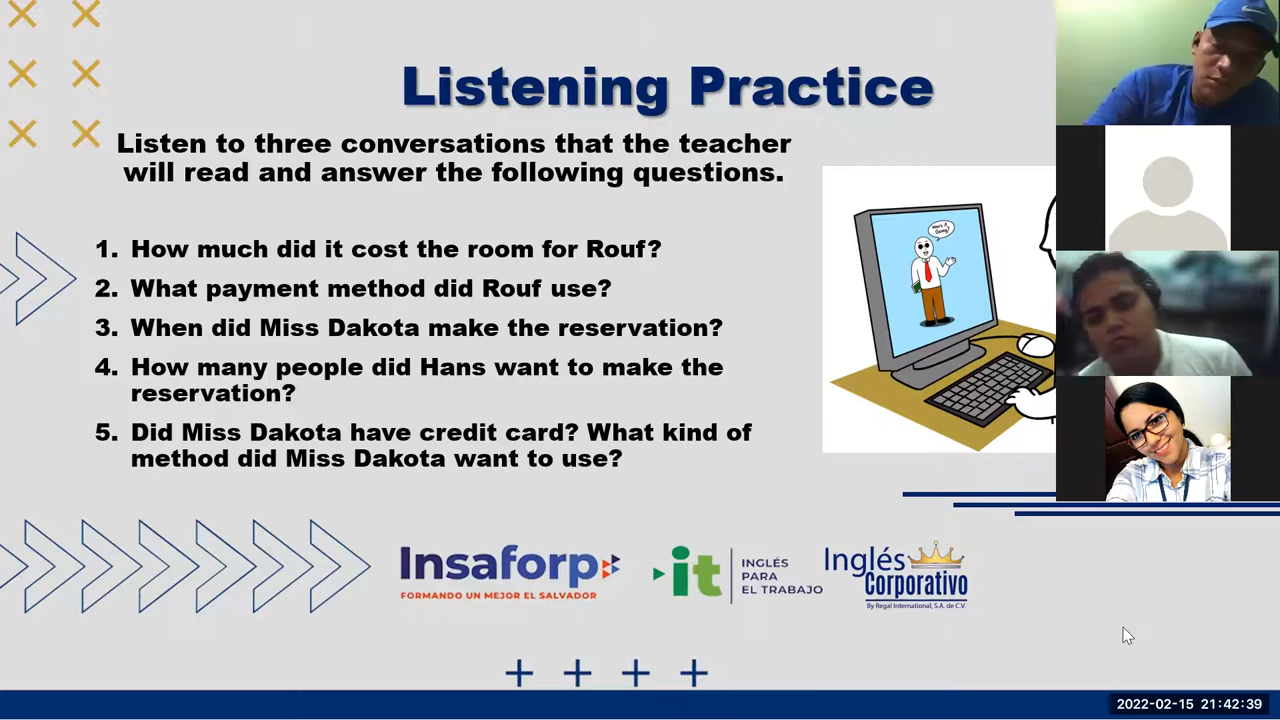 Listening Practice
Listen to three conversations that the teacher
will read and answer the following questions.
1. How much did it cost the room for Rouf?
2. What payment method did Rouf use?
3. When did Miss Dakota make the reservation?
4. How many people did Hans want to make the
reservation?
5. Did Miss Dakota have credit card? What kind of
method did Miss Dakota want to use?
Insaforp
FORMANDO UN MEJOR EL SALVADOR
it
INGLÉS
PARA
EL TRABAJO
Inglés
Corporativo
By Regal International, S.A. de C.V.
2022-02-15 21:42:39